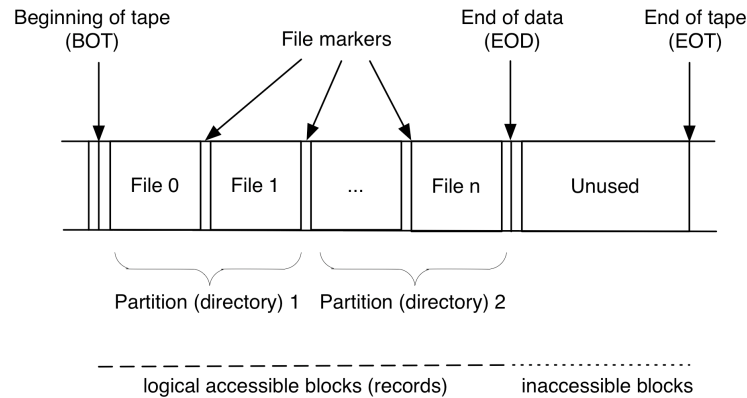 Beginning of tape
(BOT)
File markers
End of data
(EOD)
End of tape
(EOT)
File 0
File 1
...
File n
Unused
Partition (directory) 1
Partition (directory) 2
logical accessible blocks (records)
inaccessible blocks